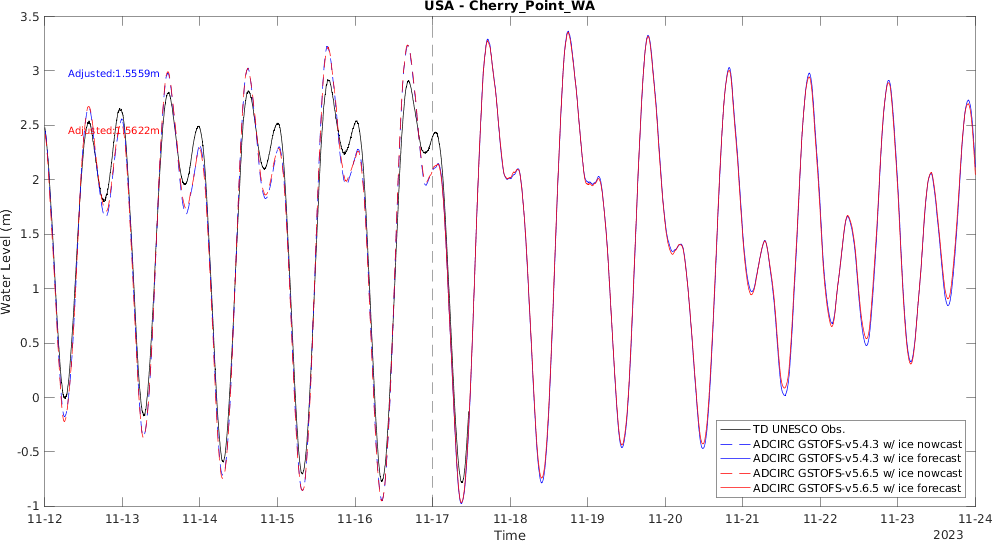 USA - Cherry_Point_WA
3.5
3
2.5
2
1.5
1
0.5
0
-0.5
-1
Water Level (m)
Adjusted:1.5559m
Adjusted:1.5622m
TD UNESCO Obs.
ADCIRC GSTOFS-v5.4.3 w/ ice nowcast
ADCIRC GSTOFS-v5.4.3 w/ ice forecast
ADCIRC GSTOFS-v5.6.5 w/ ice nowcast
ADCIRC GSTOFS-v5.6.5 w/ ice forecast
11-12 11-13 11-14 11-15 11-16 11-17 11-18 11-19 11-20 11-21 11-22 11-23 11-24
Time
2023